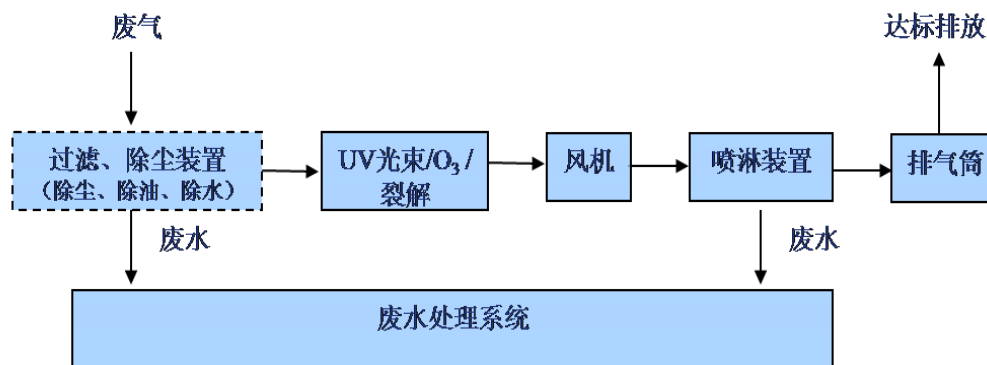 废气
达标排放
过滤、除尘装置
（除尘、除油、除水）
UV光束/O₃/
裂解
风机
喷淋装置
排气筒
废水
废水
废水处理系统